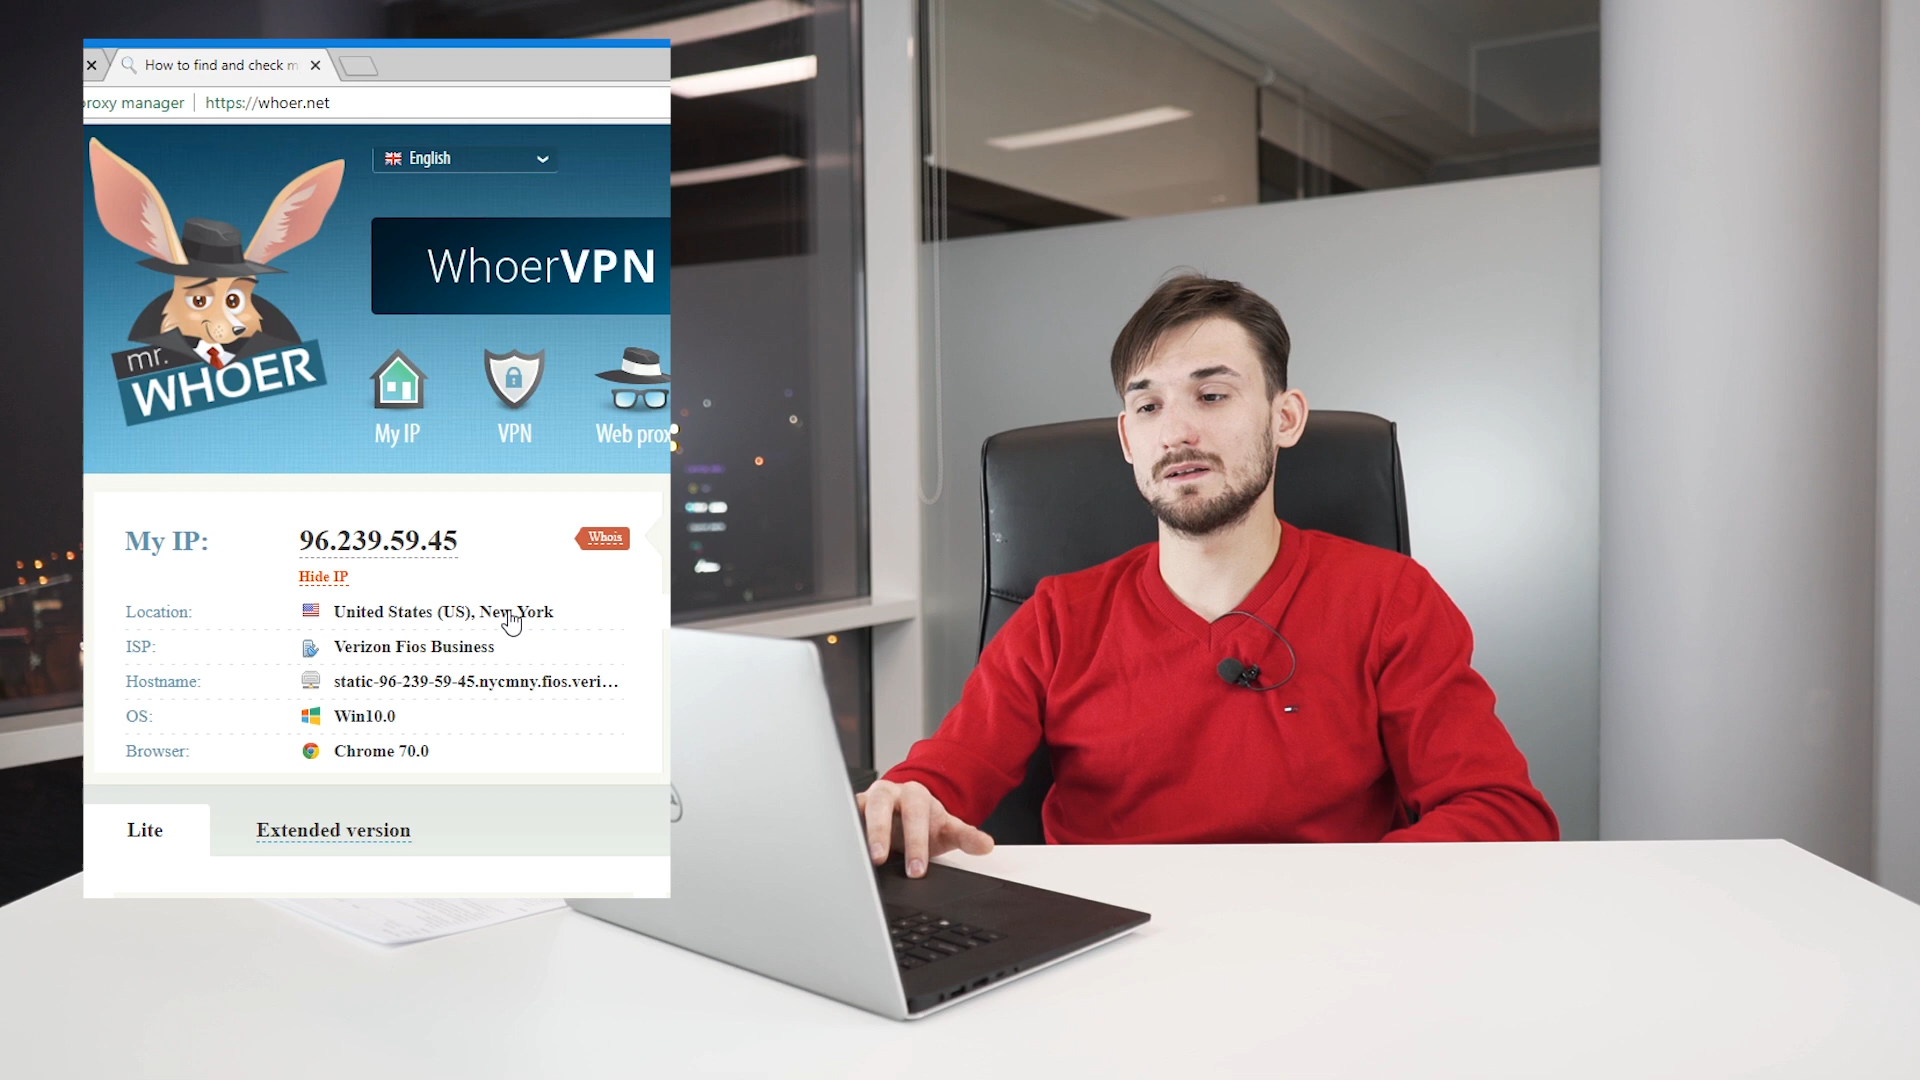 How to find and check m
proxy manager
https://whoer.net
English
WhoerVPN
mr.
WHOER
My IP
VPN
Web prox
My IP:
96.239.59.45
Whois
Hide IP
Location:
United States (US), New York
ISP:
Verizon Fios Business
Hostname:
static-96-239-59-45.nycmny.fios.veri...
OS:
Win10.0
Browser:
Chrome 70.0
Lite
Extended version